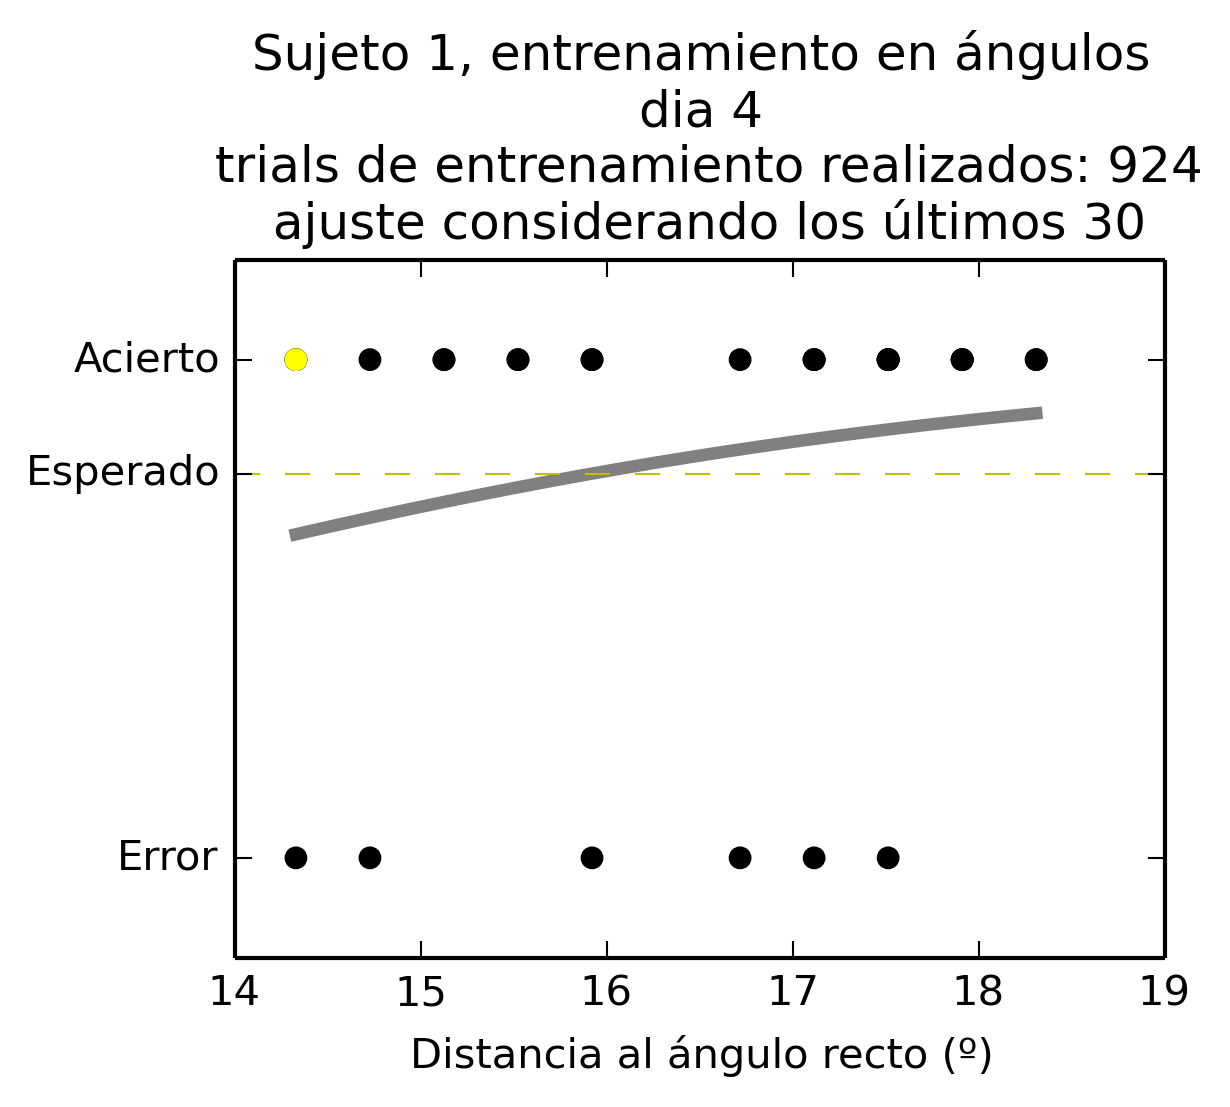 Sujeto 1, entrenamiento en ángulos
dia 4
trials de entrenamiento realizados: 924
ajuste considerando los últimos 30
Acierto
Esperado
Error
14 15 16 17 18 19
Distancia al ángulo recto (º)